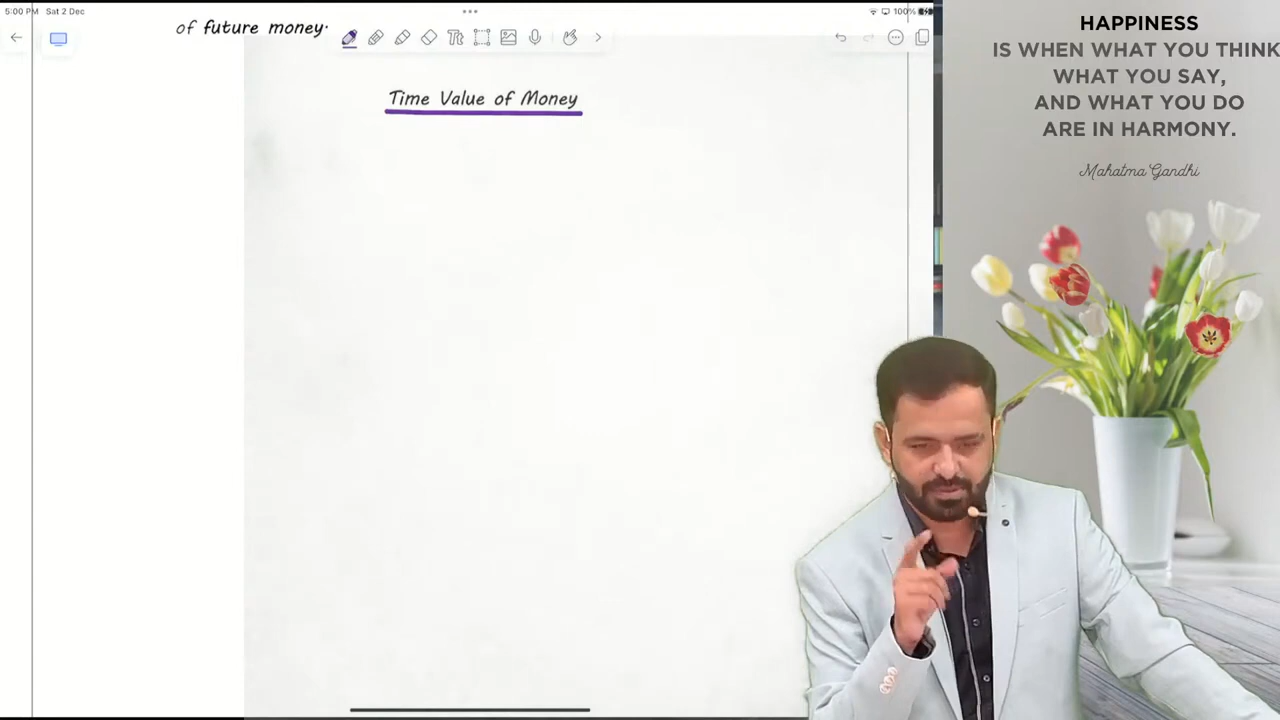 5:00 PM Sat 2 Dec
100%
of future money.
Tt
Time Value of Money
HAPPINESS
IS WHEN WHAT YOU THINK
WHAT YOU SAY,
AND WHAT YOU DO
ARE IN HARMONY.
Mahatma Gandhi